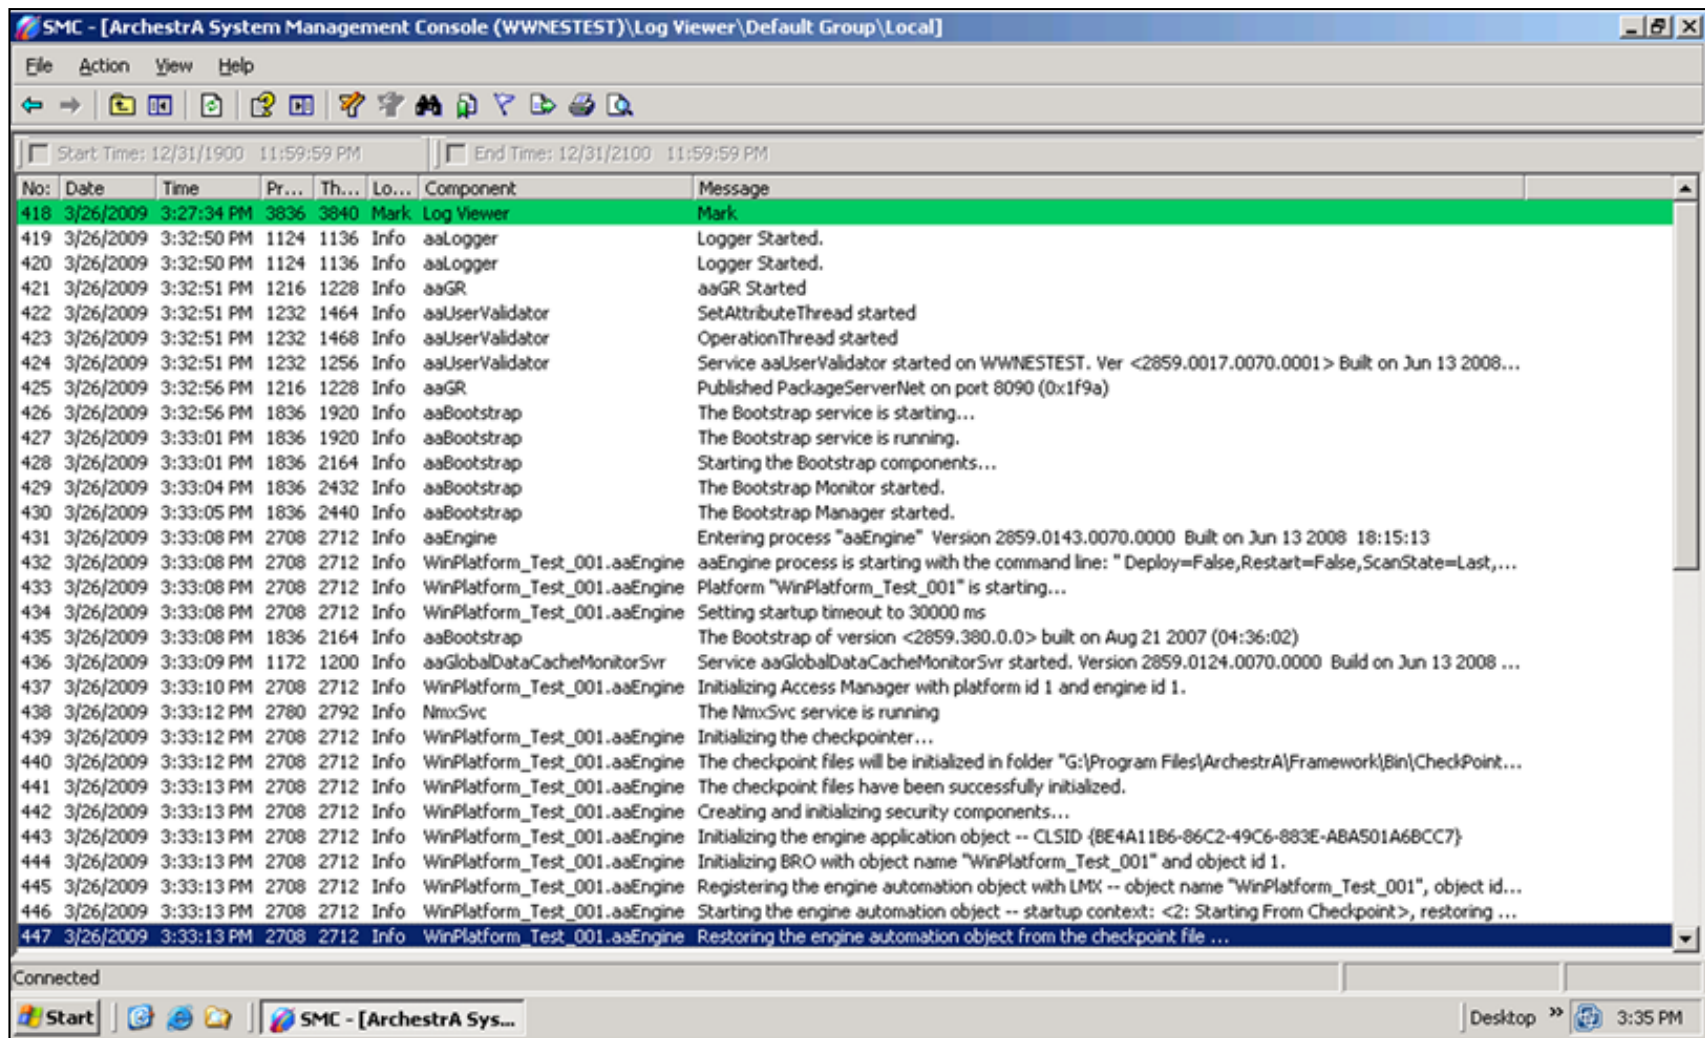 SMC - [ArchestrA System Management Console (WWNESTEST)\Log Viewer\Default Group\Local]
File Action View Help
Start Time: 12/31/1900 11:59:59 PM End Time: 12/31/2100 11:59:59 PM
No: Date Time Pr... Th... Lo... Component Message
418 3/26/2009 3:27:34 PM 3836 3840 Mark Log Viewer Mark
419 3/26/2009 3:32:50 PM 1124 1136 Info aaLogger Logger Started.
420 3/26/2009 3:32:50 PM 1124 1136 Info aaLogger Logger Started.
421 3/26/2009 3:32:51 PM 1216 1228 Info aaGR aaGR Started
422 3/26/2009 3:32:51 PM 1232 1464 Info aaUserValidator SetAttributeThread started
423 3/26/2009 3:32:51 PM 1232 1468 Info aaUserValidator OperationThread started
424 3/26/2009 3:32:51 PM 1232 1256 Info aaUserValidator Service aaUserValidator started on WWNESTEST. Ver <2859.0017.0070.0001> Built on Jun 13 2008...
425 3/26/2009 3:32:56 PM 1216 1228 Info aaGR Published PackageServerNet on port 8090 (0x1f9a)
426 3/26/2009 3:32:56 PM 1836 1920 Info aaBootstrap The Bootstrap service is starting...
427 3/26/2009 3:33:01 PM 1836 1920 Info aaBootstrap The Bootstrap service is running.
428 3/26/2009 3:33:01 PM 1836 2164 Info aaBootstrap Starting the Bootstrap components...
429 3/26/2009 3:33:04 PM 1836 2432 Info aaBootstrap The Bootstrap Monitor started.
430 3/26/2009 3:33:05 PM 1836 2440 Info aaBootstrap The Bootstrap Manager started.
431 3/26/2009 3:33:08 PM 2708 2712 Info aaEngine Entering process "aaEngine" Version 2859.0143.0070.0000 Built on Jun 13 2008 18:15:13
432 3/26/2009 3:33:08 PM 2708 2712 Info WinPlatform_Test_001.aaEngine aaEngine process is starting with the command line: " Deploy=False,Restart=False,ScanState=Last,...
433 3/26/2009 3:33:08 PM 2708 2712 Info WinPlatform_Test_001.aaEngine Platform "WinPlatform_Test_001" is starting...
434 3/26/2009 3:33:08 PM 2708 2712 Info WinPlatform_Test_001.aaEngine Setting startup timeout to 30000 ms
435 3/26/2009 3:33:08 PM 1836 2164 Info aaBootstrap The Bootstrap of version <2859.380.0.0> built on Aug 21 2007 (04:36:02)
436 3/26/2009 3:33:09 PM 1172 1200 Info aaGlobalDataCacheMonitorSvr Service aaGlobalDataCacheMonitorSvr started. Version 2859.0124.0070.0000 Build on Jun 13 2008 ...
437 3/26/2009 3:33:10 PM 2708 2712 Info WinPlatform_Test_001.aaEngine Initializing Access Manager with platform id 1 and engine id 1.
438 3/26/2009 3:33:12 PM 2780 2792 Info NmxSvc The NmxSvc service is running
439 3/26/2009 3:33:12 PM 2708 2712 Info WinPlatform_Test_001.aaEngine Initializing the checkpointer...
440 3/26/2009 3:33:12 PM 2708 2712 Info WinPlatform_Test_001.aaEngine The checkpoint files will be initialized in folder "G:\Program Files\ArchestrA\Framework\Bin\CheckPoint...
441 3/26/2009 3:33:13 PM 2708 2712 Info WinPlatform_Test_001.aaEngine The checkpoint files have been successfully initialized.
442 3/26/2009 3:33:13 PM 2708 2712 Info WinPlatform_Test_001.aaEngine Creating and initializing security components...
443 3/26/2009 3:33:13 PM 2708 2712 Info WinPlatform_Test_001.aaEngine Initializing the engine application object -- CLSID {BE4A11B6-86C2-49C6-883E-ABA501A6BCC7}
444 3/26/2009 3:33:13 PM 2708 2712 Info WinPlatform_Test_001.aaEngine Initializing BRO with object name "WinPlatform_Test_001" and object id 1.
445 3/26/2009 3:33:13 PM 2708 2712 Info WinPlatform_Test_001.aaEngine Registering the engine automation object with LMX -- object name "WinPlatform_Test_001", object id...
446 3/26/2009 3:33:13 PM 2708 2712 Info WinPlatform_Test_001.aaEngine Starting the engine automation object -- startup context: <2: Starting From Checkpoint>, restoring ...
447 3/26/2009 3:33:13 PM 2708 2712 Info WinPlatform_Test_001.aaEngine Restoring the engine automation object from the checkpoint file ...
Connected
Start SMC - [ArchestrA Sys... Desktop » 3:35 PM